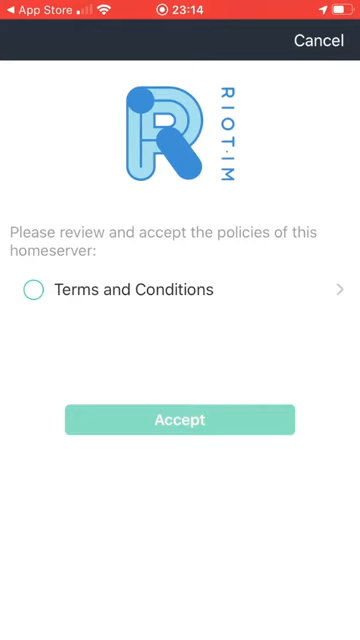 App Store 23:14
Cancel
RIOT.IM
Please review and accept the policies of this
homeserver:
Terms and Conditions
Accept